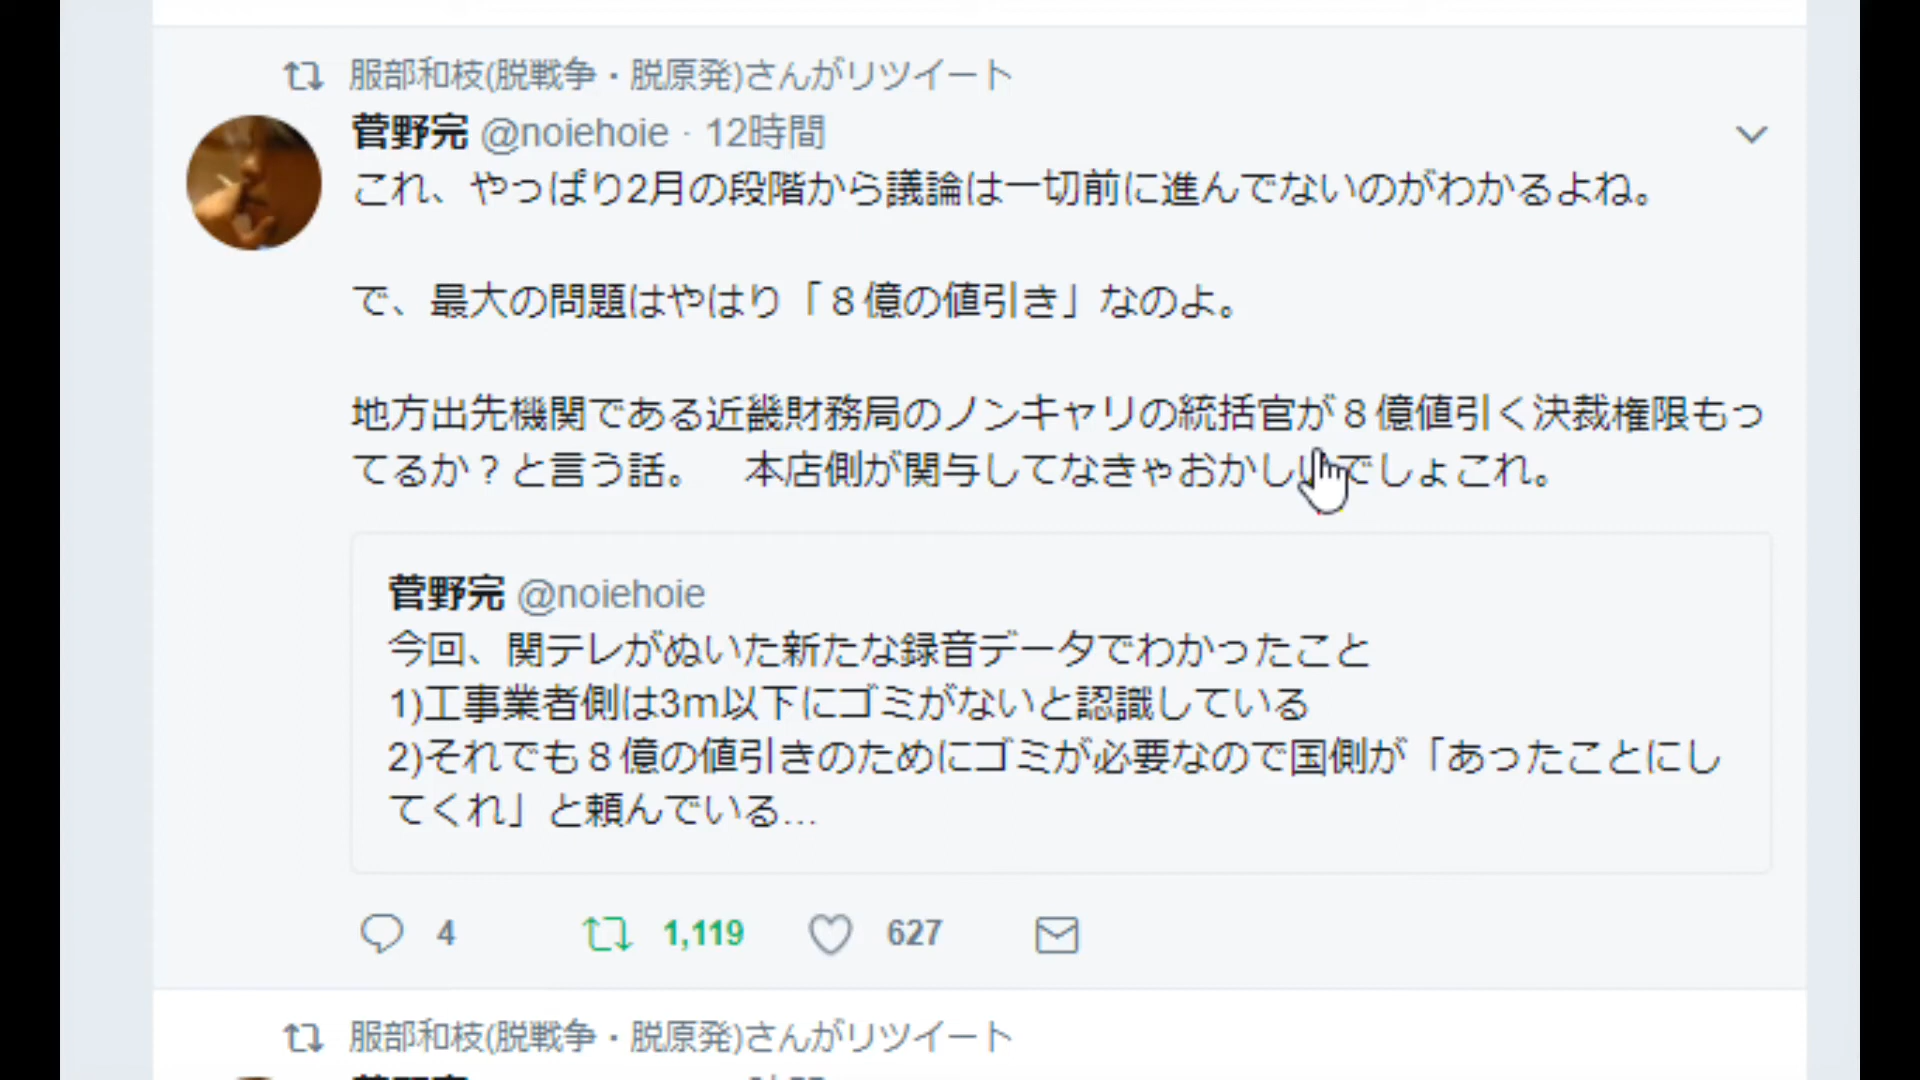 服部和枝(脱戦争・脱原発)さんがリツイート
菅野完 @noiehoie · 12時間
これ、やっぱり2月の段階から議論は一切前に進んでないのがわかるよね。
で、最大の問題はやはり「８億の値引き」なのよ。
地方出先機関である近畿財務局のノンキャリの統括官が８億値引く決裁権限もっ
てるか？と言う話。　本店側が関与してなきゃおかしいでしょこれ。
菅野完 @noiehoie
今回、関テレがぬいた新たな録音データでわかったこと
1)工事業者側は3m以下にゴミがないと認識している
2)それでも８億の値引きのためにゴミが必要なので国側が「あったことにし
てくれ」と頼んでいる...
4 1,119 627
服部和枝(脱戦争・脱原発)さんがリツイート